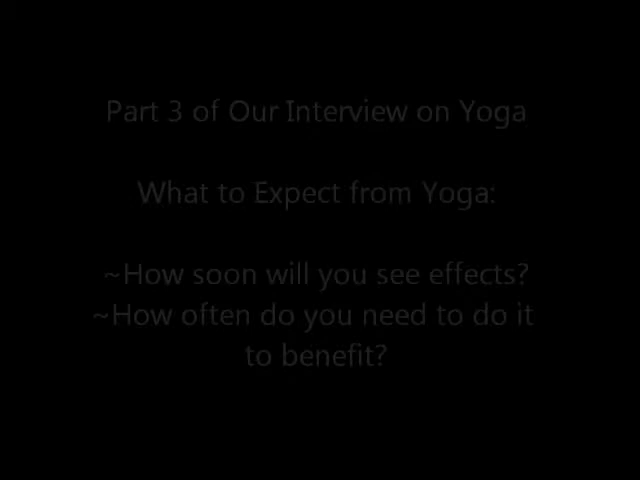 Part 3 of Our Interview on Yoga
What to Expect from Yoga:
~How soon will you see effects?
~How often do you need to do it
to benefit?